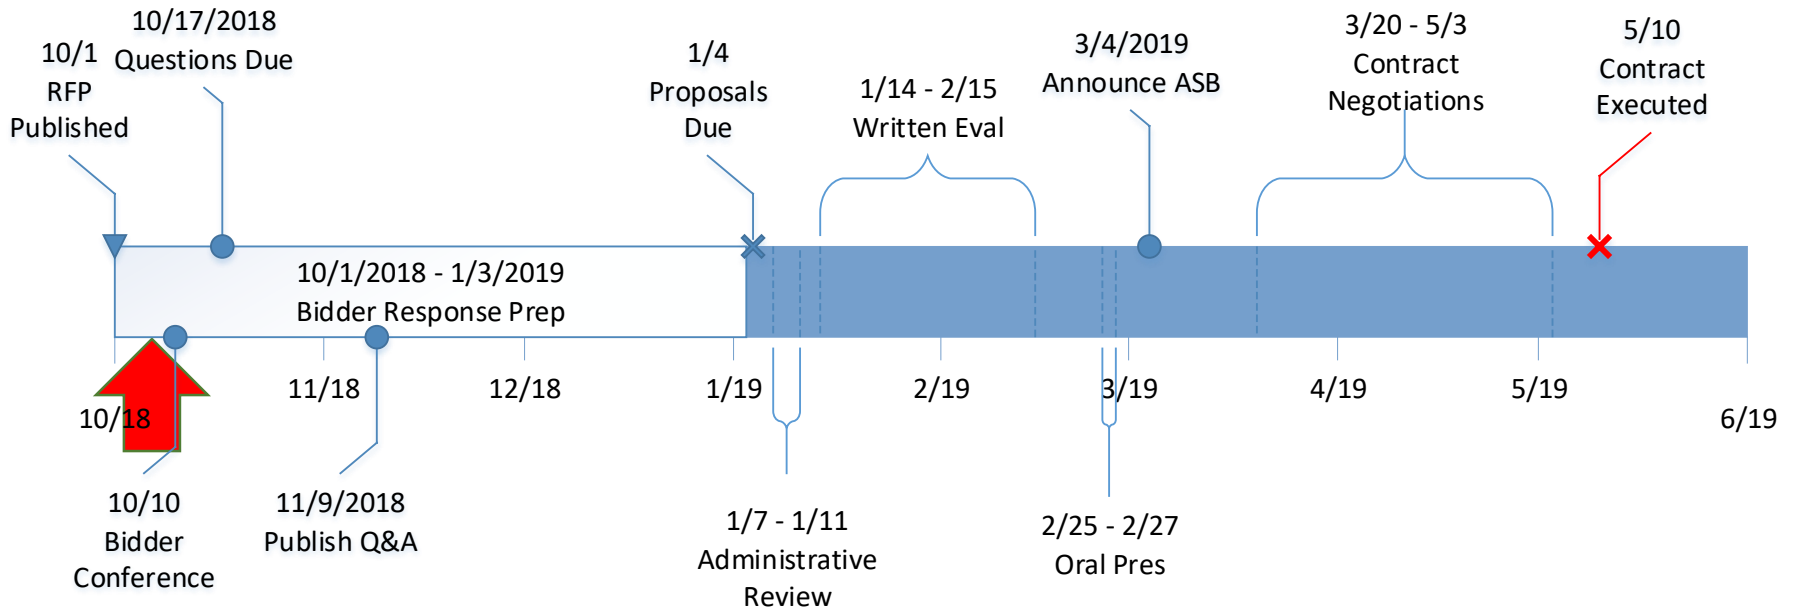 10/1
RFP
Published
10/17/2018
Questions Due
1/4
Proposals
Due
1/14 - 2/15
Written Eval
3/4/2019
Announce ASB
3/20 - 5/3
Contract
Negotiations
5/10
Contract
Executed
10/1/2018 - 1/3/2019
Bidder Response Prep
10/18
11/18
12/18
1/19
2/19
3/19
4/19
5/19
6/19
10/10
Bidder
Conference
11/9/2018
Publish Q&A
1/7 - 1/11
Administrative
Review
2/25 - 2/27
Oral Pres